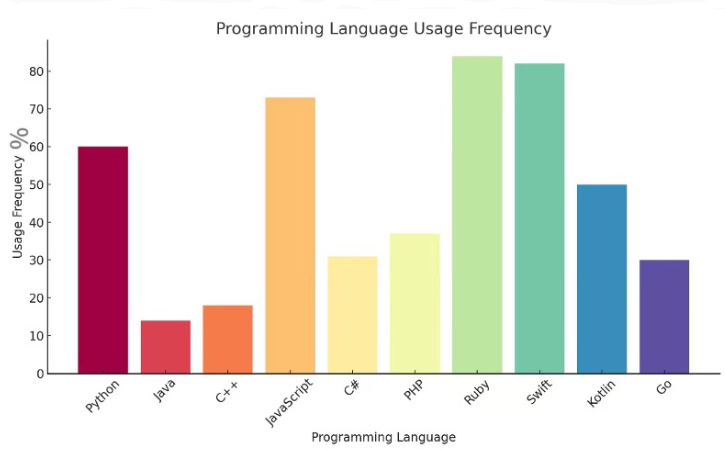 Programming Language Usage Frequency
Usage Frequency %
80
70
60
50
40
30
20
10
0
Python
Java
C++
JavaScript
C#
PHP
Ruby
Swift
Kotlin
Go
Programming Language